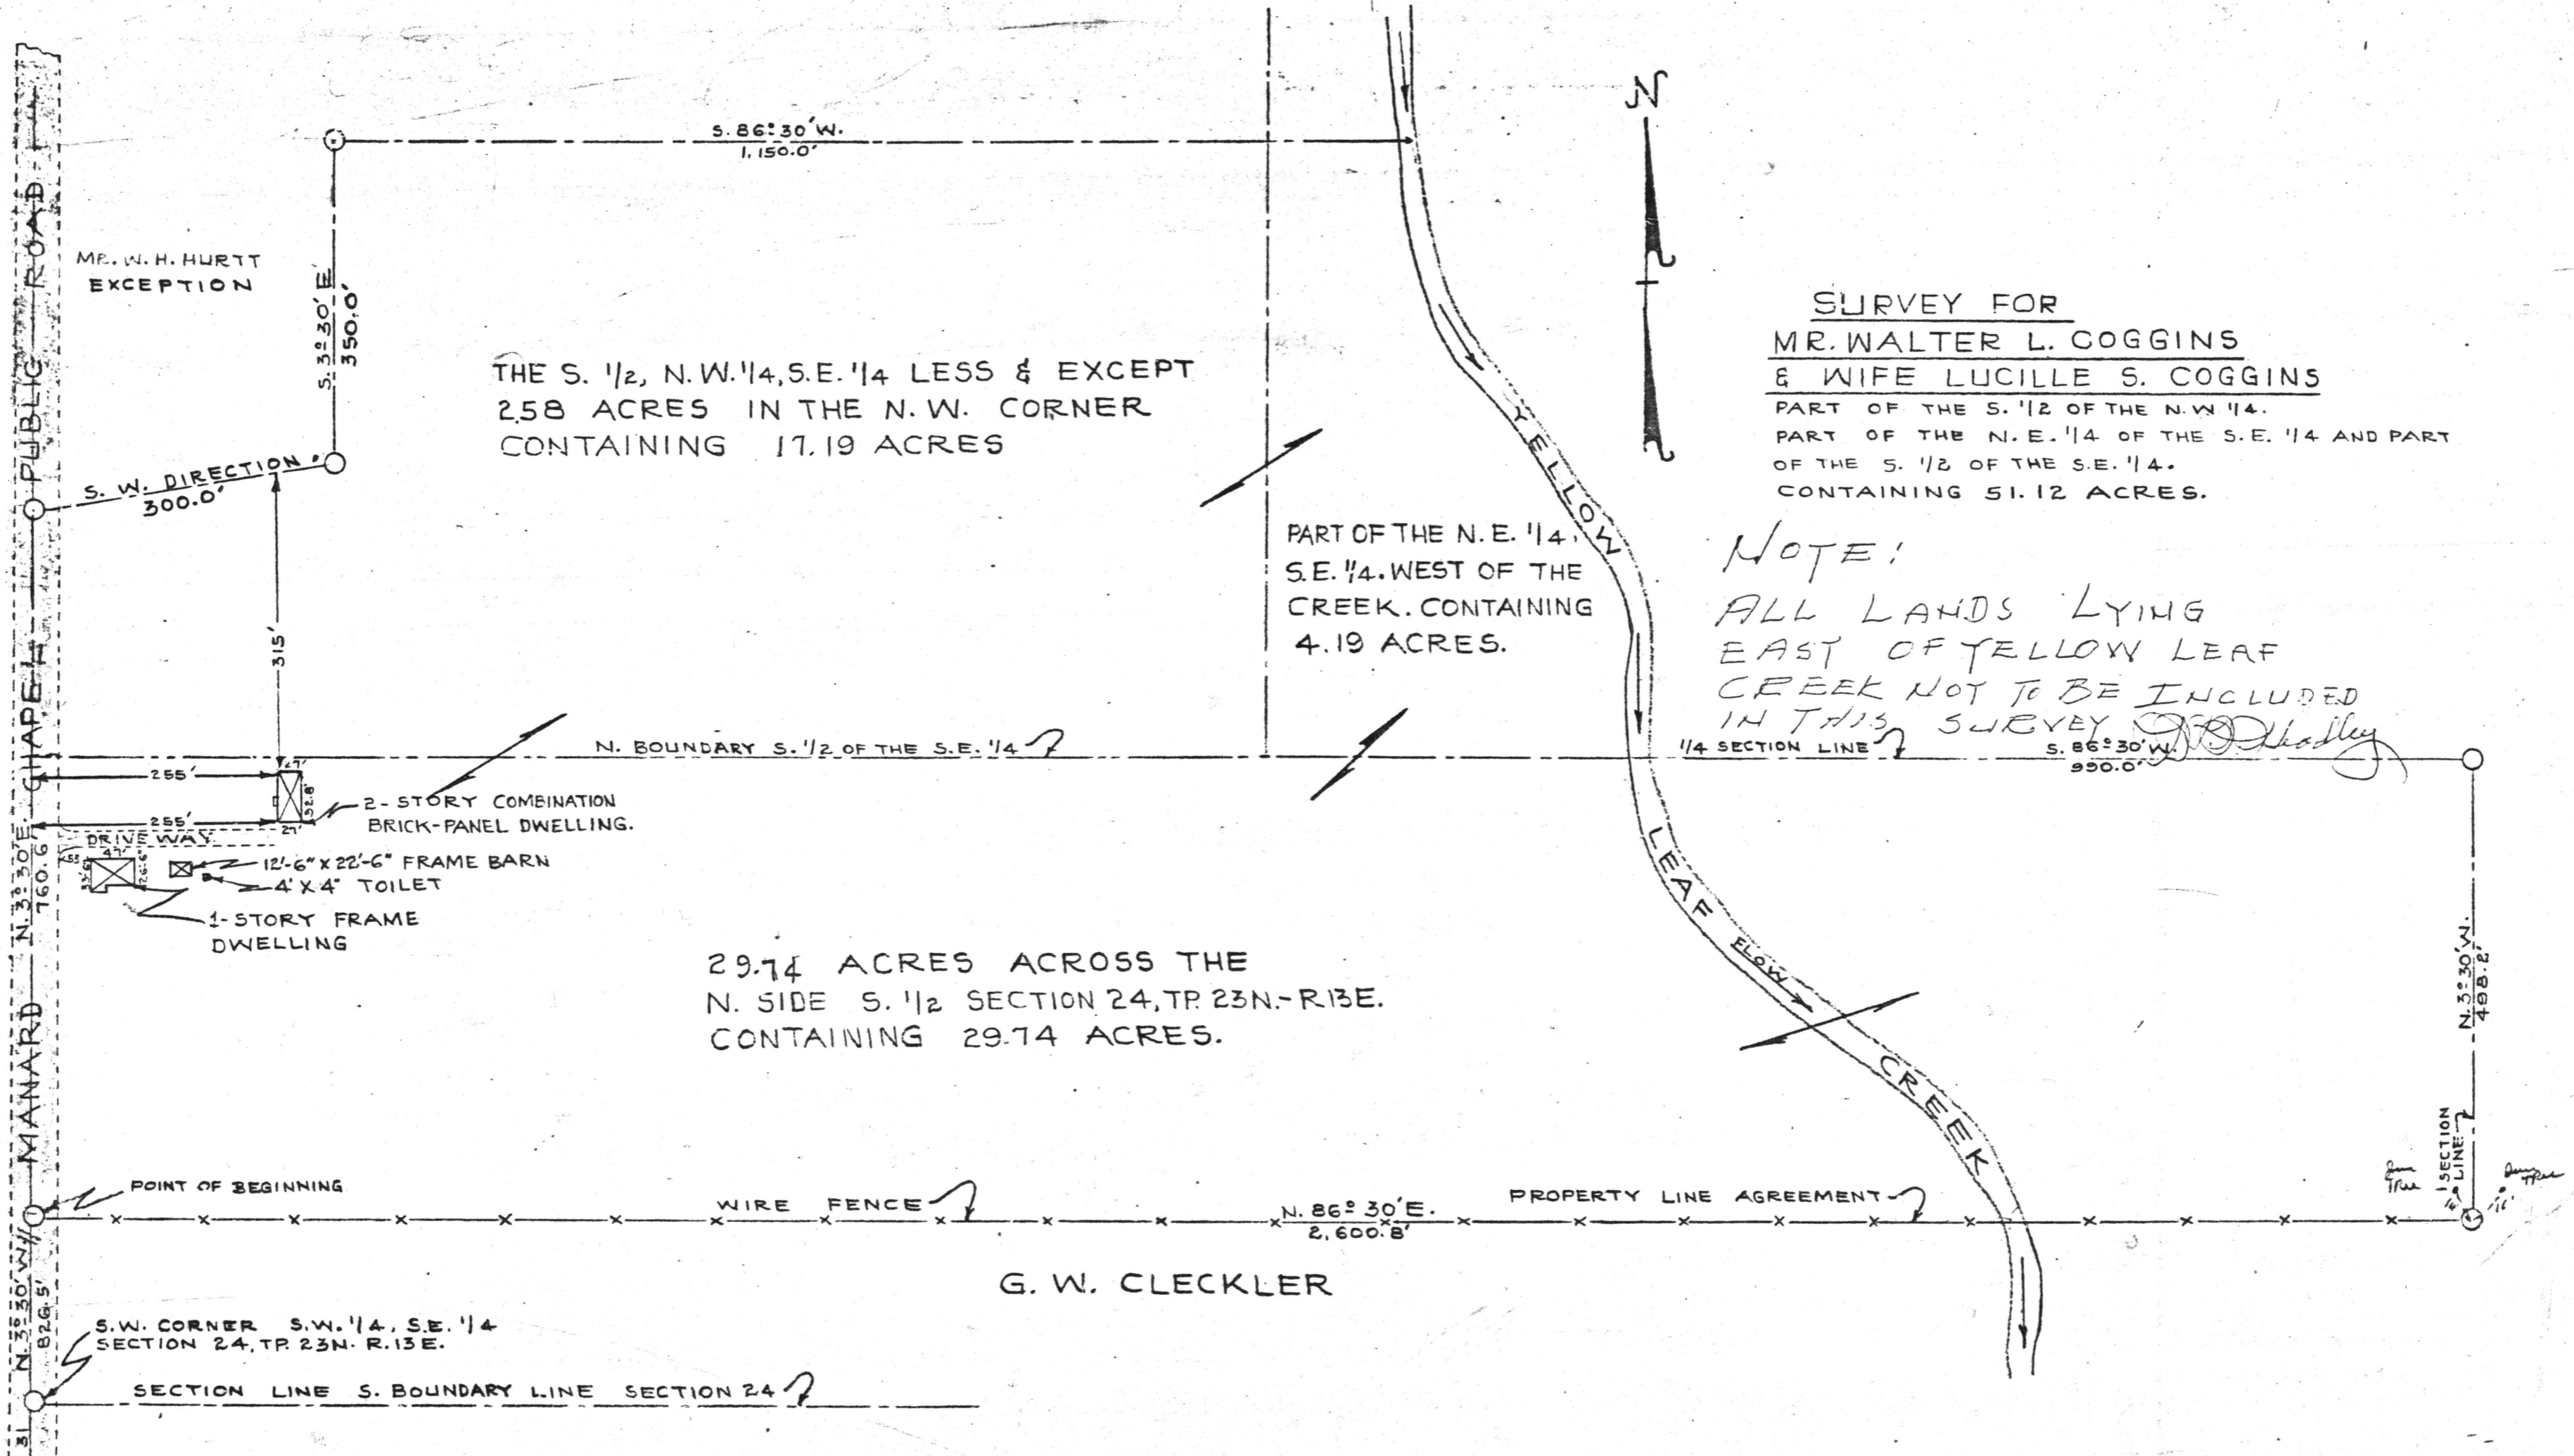 S. 86° 30' W.
1,150.0'
MR. W. H. HURTT
EXCEPTION
S. 3° 30' E.
350.0'
S. W. DIRECTION
300.0'
THE S. 1/2, N.W. 1/4, S.E. 1/4 LESS & EXCEPT
2.58 ACRES IN THE N.W. CORNER
CONTAINING 17.19 ACRES
N
S
SURVEY FOR
MR. WALTER L. COGGINS
& WIFE LUCILLE S. COGGINS
PART OF THE S. 1/2 OF THE N.W 1/4.
PART OF THE N.E. 1/4 OF THE S.E. 1/4 AND PART
OF THE S. 1/2 OF THE S.E. 1/4.
CONTAINING 51.12 ACRES.
NOTE:
ALL LANDS LYING
EAST OF YELLOW LEAF
CREEK NOT TO BE INCLUDED
IN THIS SURVEY
PART OF THE N.E. 1/4,
S.E. 1/4. WEST OF THE
CREEK. CONTAINING
4.19 ACRES.
YELLOW LEAF CREEK
FLOW
315'
N. BOUNDARY S. 1/2 OF THE S.E. 1/4
1/4 SECTION LINE
S. 86° 30' W.
990.0'
255'
27'
52.8'
255'
27'
2-STORY COMBINATION
BRICK-PANEL DWELLING.
DRIVE WAY
47'
26'-6"
12'-6" X 22'-6" FRAME BARN
4' X 4' TOILET
1-STORY FRAME
DWELLING
MANARD CHAPEL PUBLIC ROAD
N. 3° 30' E.
760.6'
29.74 ACRES ACROSS THE
N. SIDE S. 1/2 SECTION 24, TP. 23N.-R.13E.
CONTAINING 29.74 ACRES.
N. 3° 30' W.
498.2'
SECTION
LINE
POINT OF BEGINNING
WIRE FENCE
N. 86° 30' E.
2,600.8'
PROPERTY LINE AGREEMENT
G. W. CLECKLER
N. 3° 30' W
826.5'
S.W. CORNER S.W. 1/4, S.E. 1/4
SECTION 24, TP. 23N. R.13E.
SECTION LINE S. BOUNDARY LINE SECTION 24
31